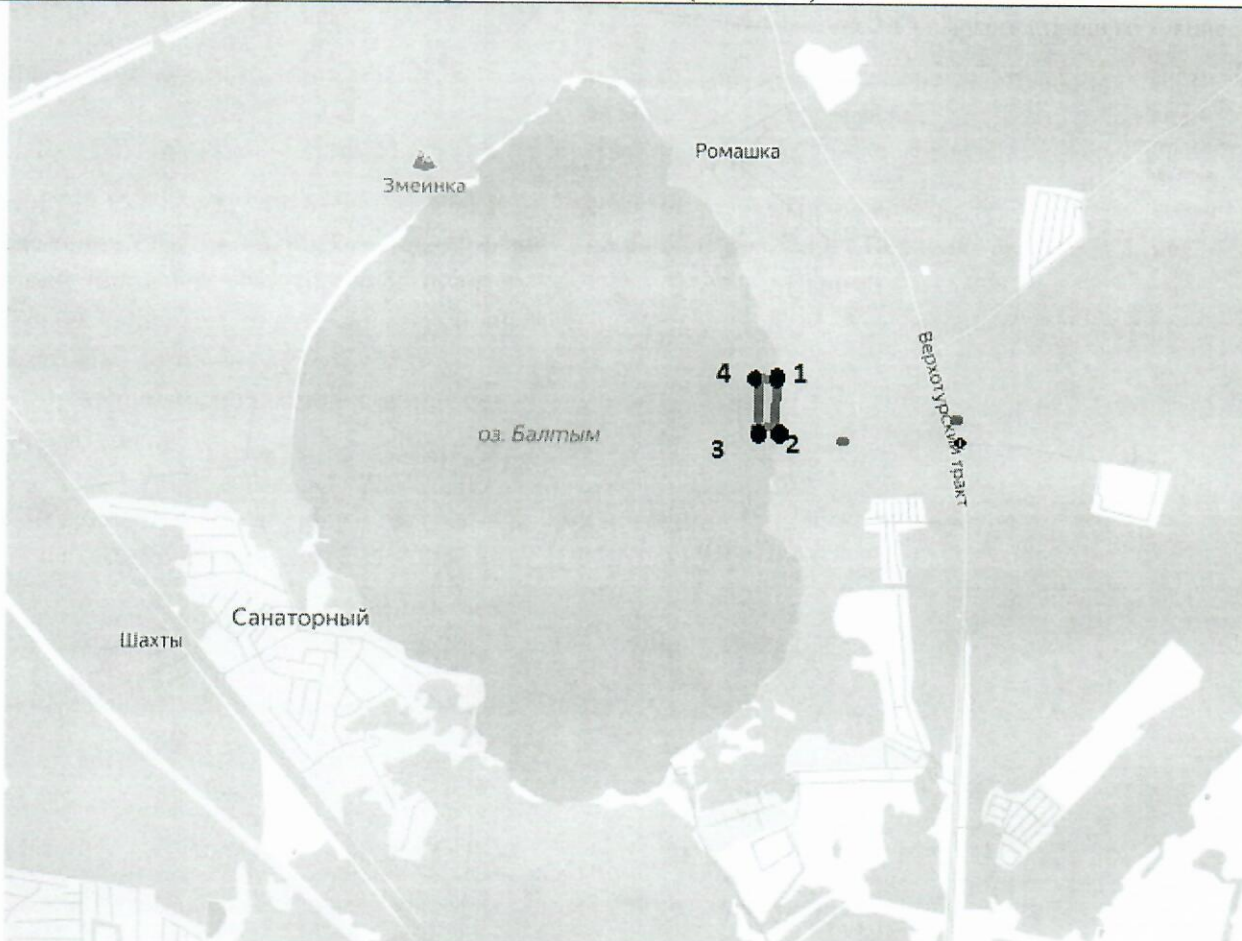 Ромашка
Змеинка
Верхотурский тракт
4
1
оз. Балтым
3
2
Санаторный
Шахты